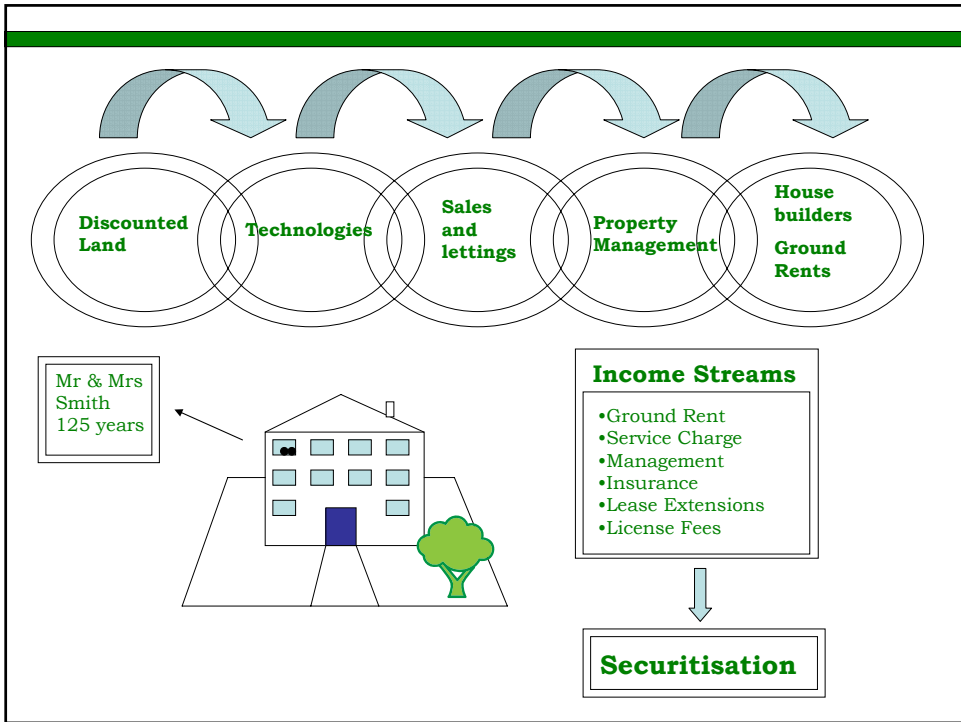 Discounted
Land
Technologies
Sales
and
lettings
Property
Management
House
builders
Ground
Rents
Mr & Mrs
Smith
125 years
Income Streams
•Ground Rent
•Service Charge
•Management
•Insurance
•Lease Extensions
•License Fees
Securitisation